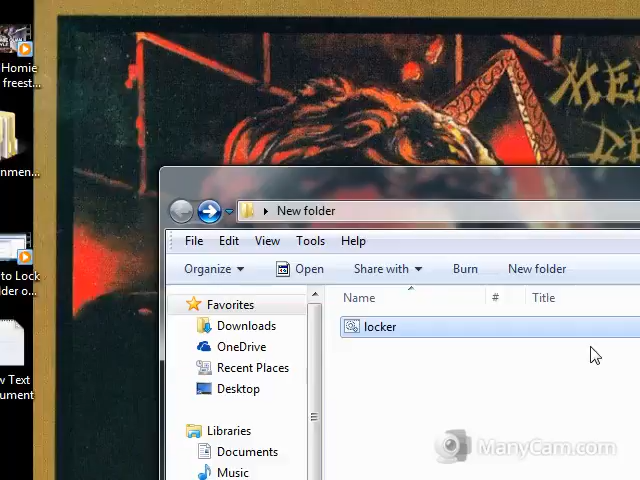 Homie
freest...
nmen...
to Lock
lder o...
w Text
ument
New folder
File Edit View Tools Help
Organize Open Share with Burn New folder
Name # Title
Favorites
locker
Downloads
OneDrive
Recent Places
Desktop
Libraries
Documents
Music
ManyCam.com